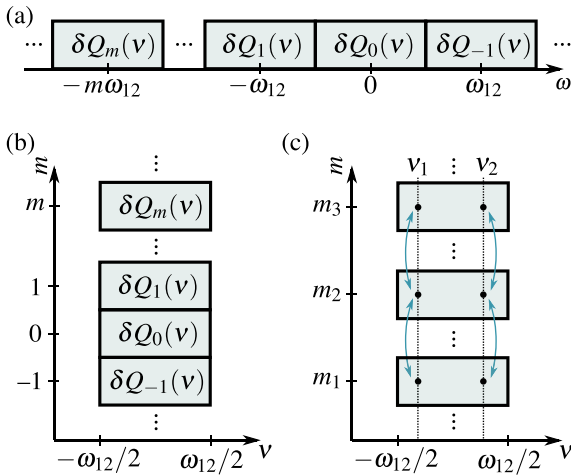 (a)
··· δQₘ(ν) ··· δQ₁(ν) δQ₀(ν) δQ₋₁(ν) ···
−mω₁₂ −ω₁₂ 0 ω₁₂ ω
(b)
m
⋮
m δQₘ(ν)
⋮
1 δQ₁(ν)
0 δQ₀(ν)
−1 δQ₋₁(ν)
⋮
−ω₁₂/2 ω₁₂/2 ν
(c)
m ν₁ ⋮ ν₂
m₃
⋮
m₂
⋮
m₁
⋮
−ω₁₂/2 ω₁₂/2 ν